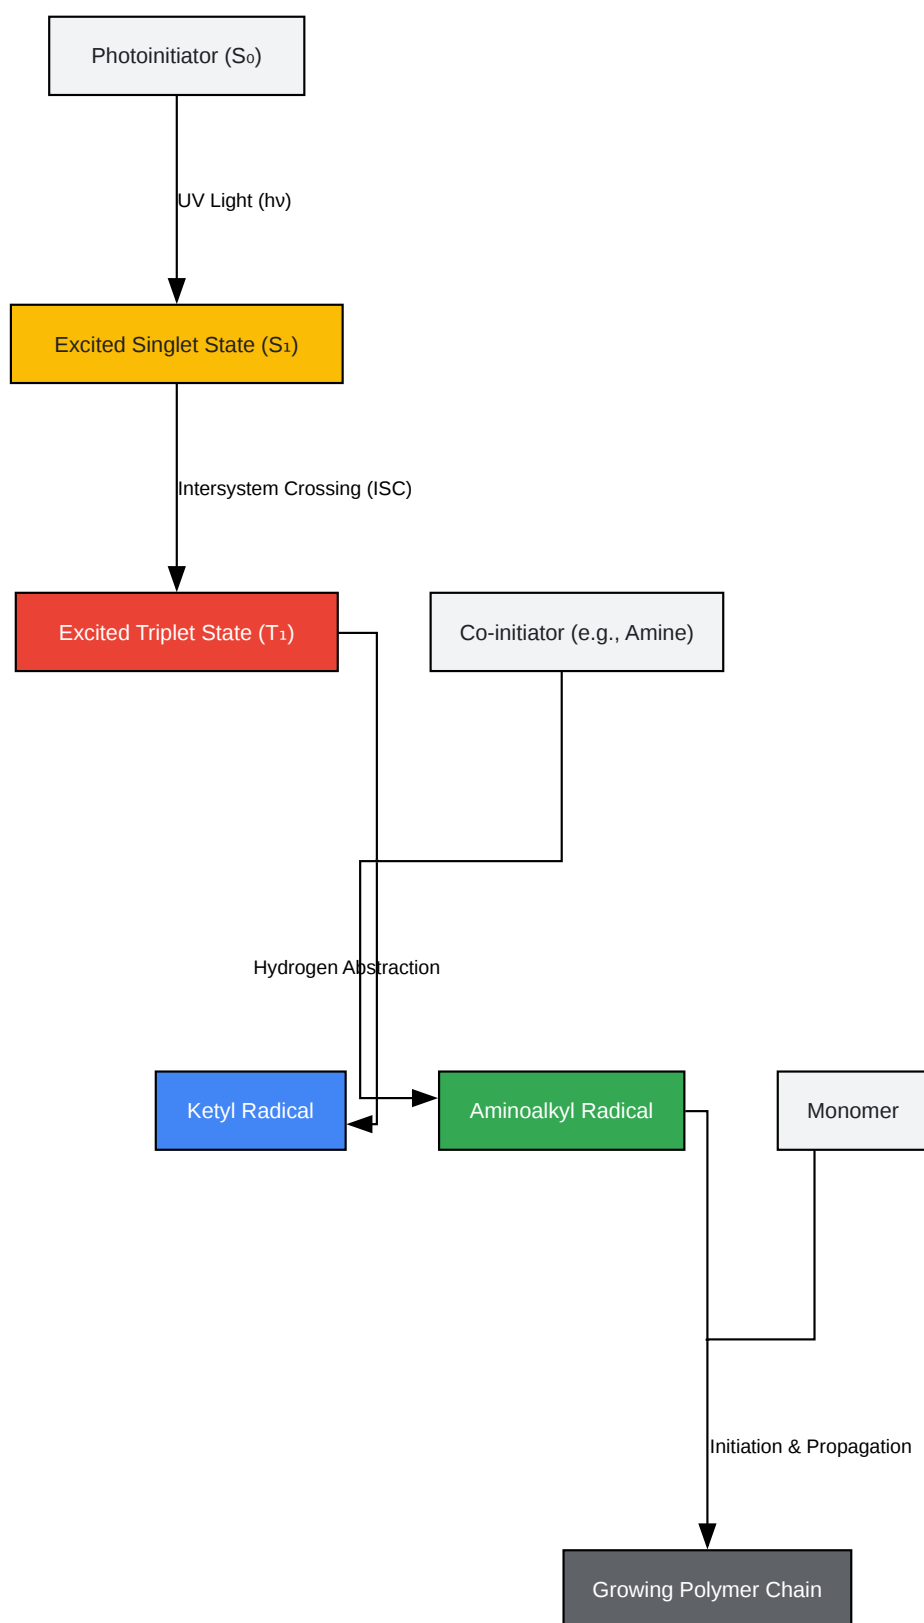 Photoinitiator (S₀)
UV Light (hν)
Excited Singlet State (S₁)
Intersystem Crossing (ISC)
Excited Triplet State (T₁)
Co-initiator (e.g., Amine)
Hydrogen Abstraction
Ketyl Radical
Aminoalkyl Radical
Monomer
Initiation & Propagation
Growing Polymer Chain